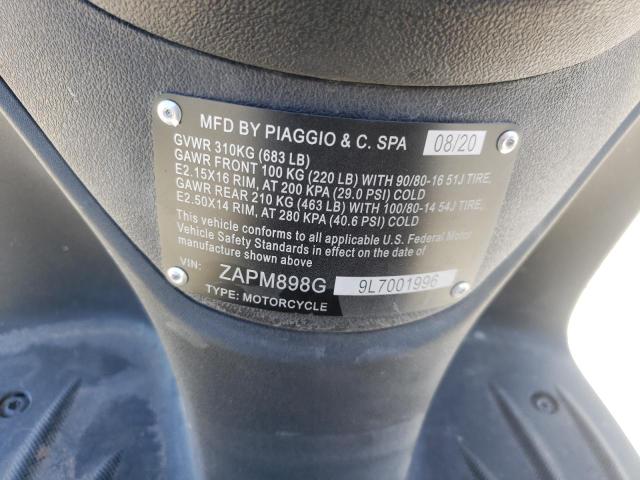 MFD BY PIAGGIO & C. SPA 08/20
GVWR 310KG (683 LB)
GAWR FRONT 100 KG (220 LB) WITH 90/80-16 51J TIRE,
E2.15X16 RIM, AT 200 KPA (29.0 PSI) COLD
GAWR REAR 210 KG (463 LB) WITH 100/80-14 54J TIRE,
E2.50X14 RIM, AT 280 KPA (40.6 PSI) COLD
This vehicle conforms to all applicable U.S. Federal Motor
Vehicle Safety Standards in effect on the date of
manufacture shown above
VIN: ZAPM898G 9L7001996
TYPE: MOTORCYCLE